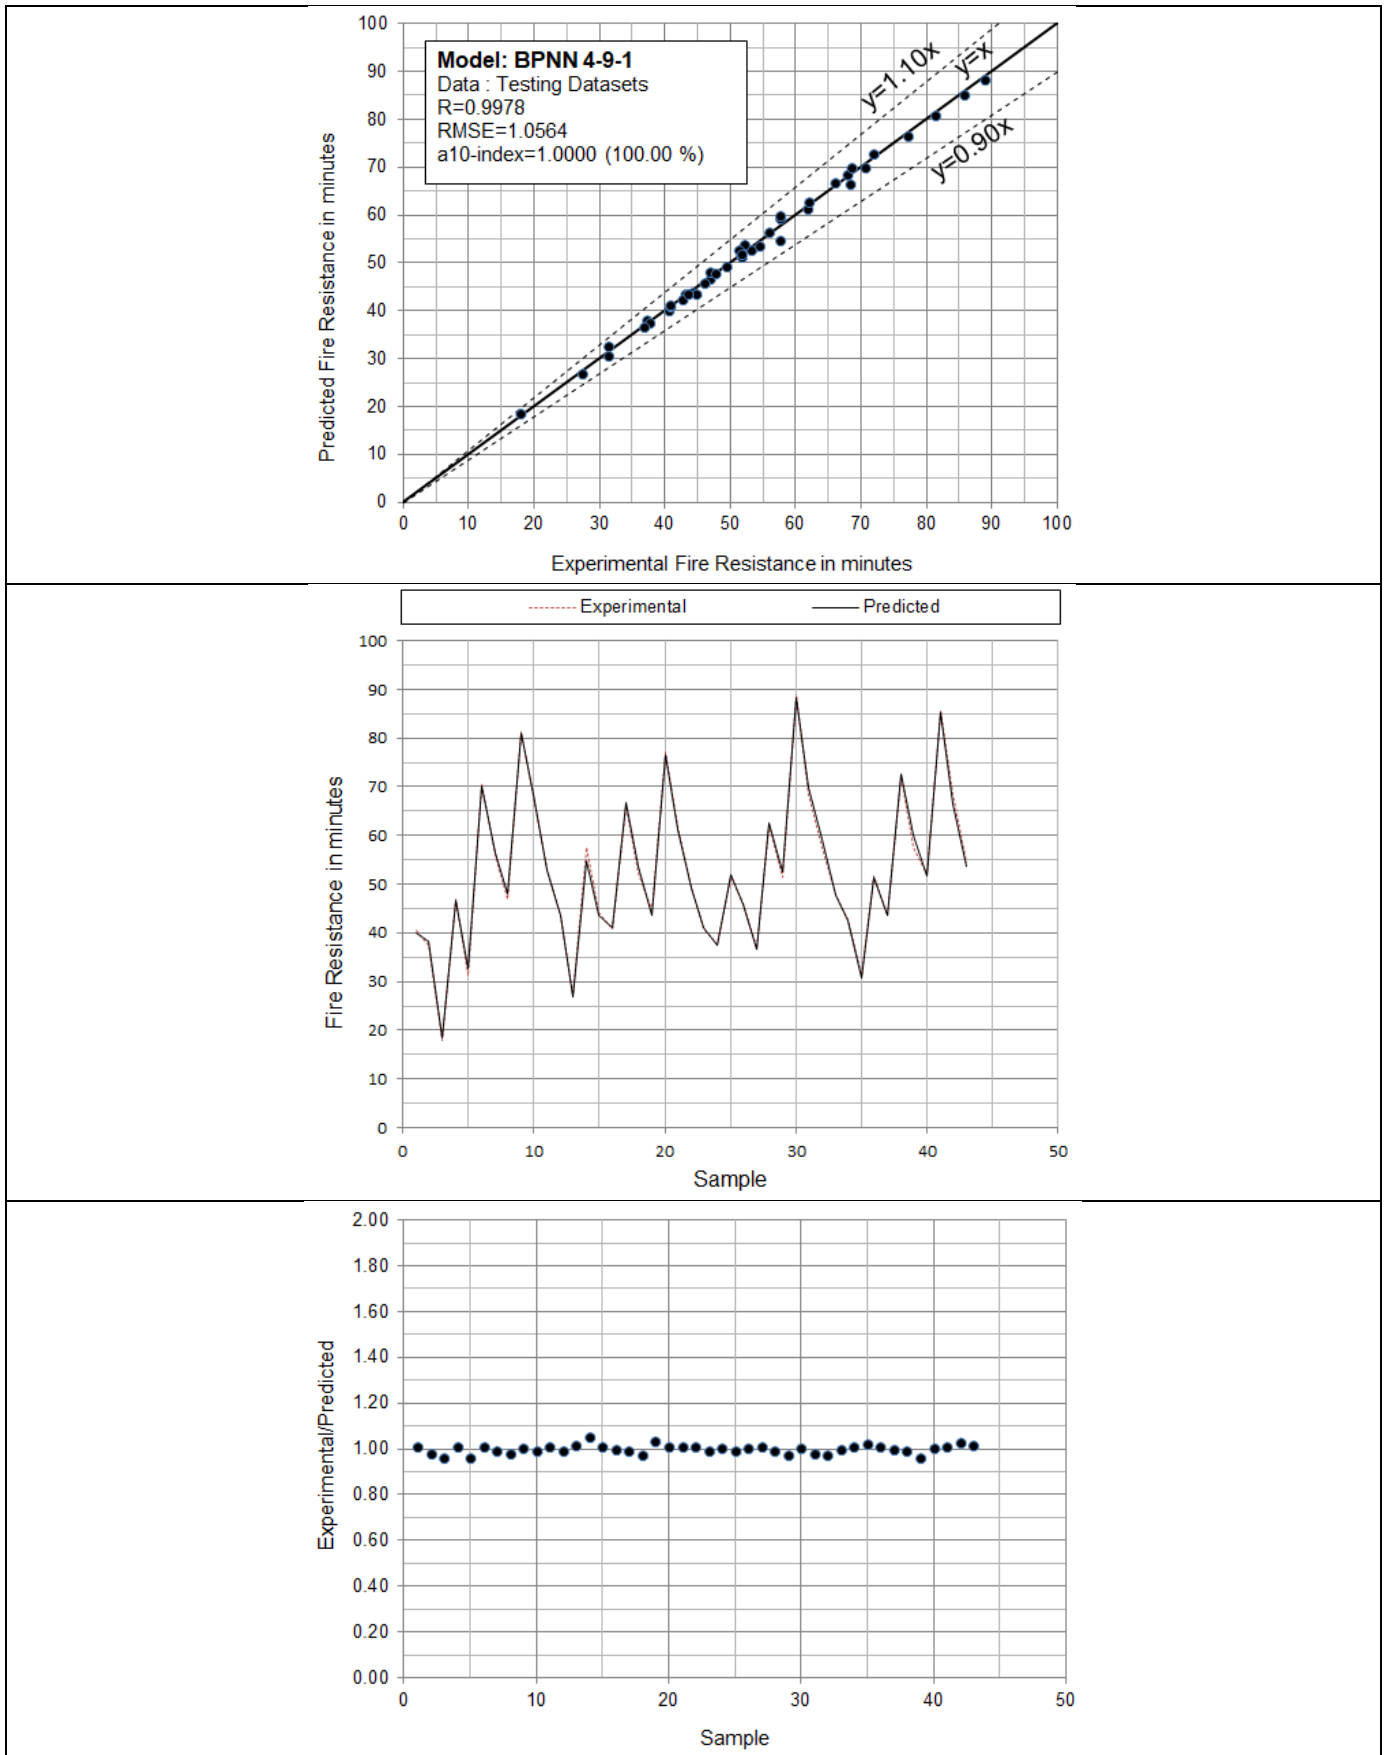 100
90
80
70
60
50
40
30
20
10
0
Predicted Fire Resistance in minutes
Model: BPNN 4-9-1
Data : Testing Datasets
R=0.9978
RMSE=1.0564
a10-index=1.0000 (100.00 %)
y=1.10x
y=x
y=0.90x
0 10 20 30 40 50 60 70 80 90 100
Experimental Fire Resistance in minutes
Experimental Predicted
100
90
80
70
60
50
40
30
20
10
0
Fire Resistance in minutes
0 10 20 30 40 50
Sample
2.00
1.80
1.60
1.40
1.20
1.00
0.80
0.60
0.40
0.20
0.00
Experimental/Predicted
0 10 20 30 40 50
Sample